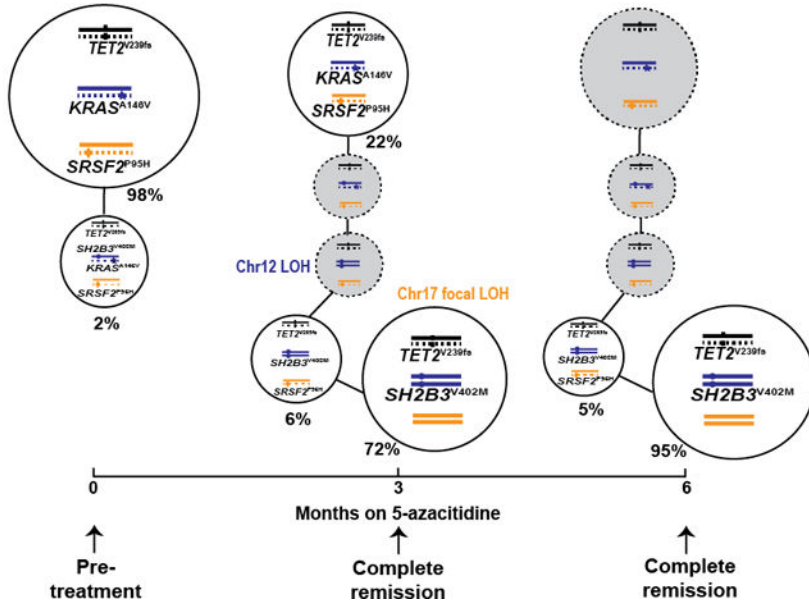 TET2V239fs
KRASA146V
SRSF2P95H
98%
TET2V239fs
SH2B3V402M
KRASA146V
SRSF2P95H
2%
TET2V239fs
KRASA146V
SRSF2P95H
22%
Chr12 LOH
Chr17 focal LOH
TET2V239fs
SH2B3V402M
SRSF2P95H
6%
TET2V239fs
SH2B3V402M
72%
TET2V239fs
SH2B3V402M
SRSF2P95H
5%
TET2V239fs
SH2B3V402M
95%
0
3
6
Months on 5-azacitidine
Pre-
treatment
Complete
remission
Complete
remission